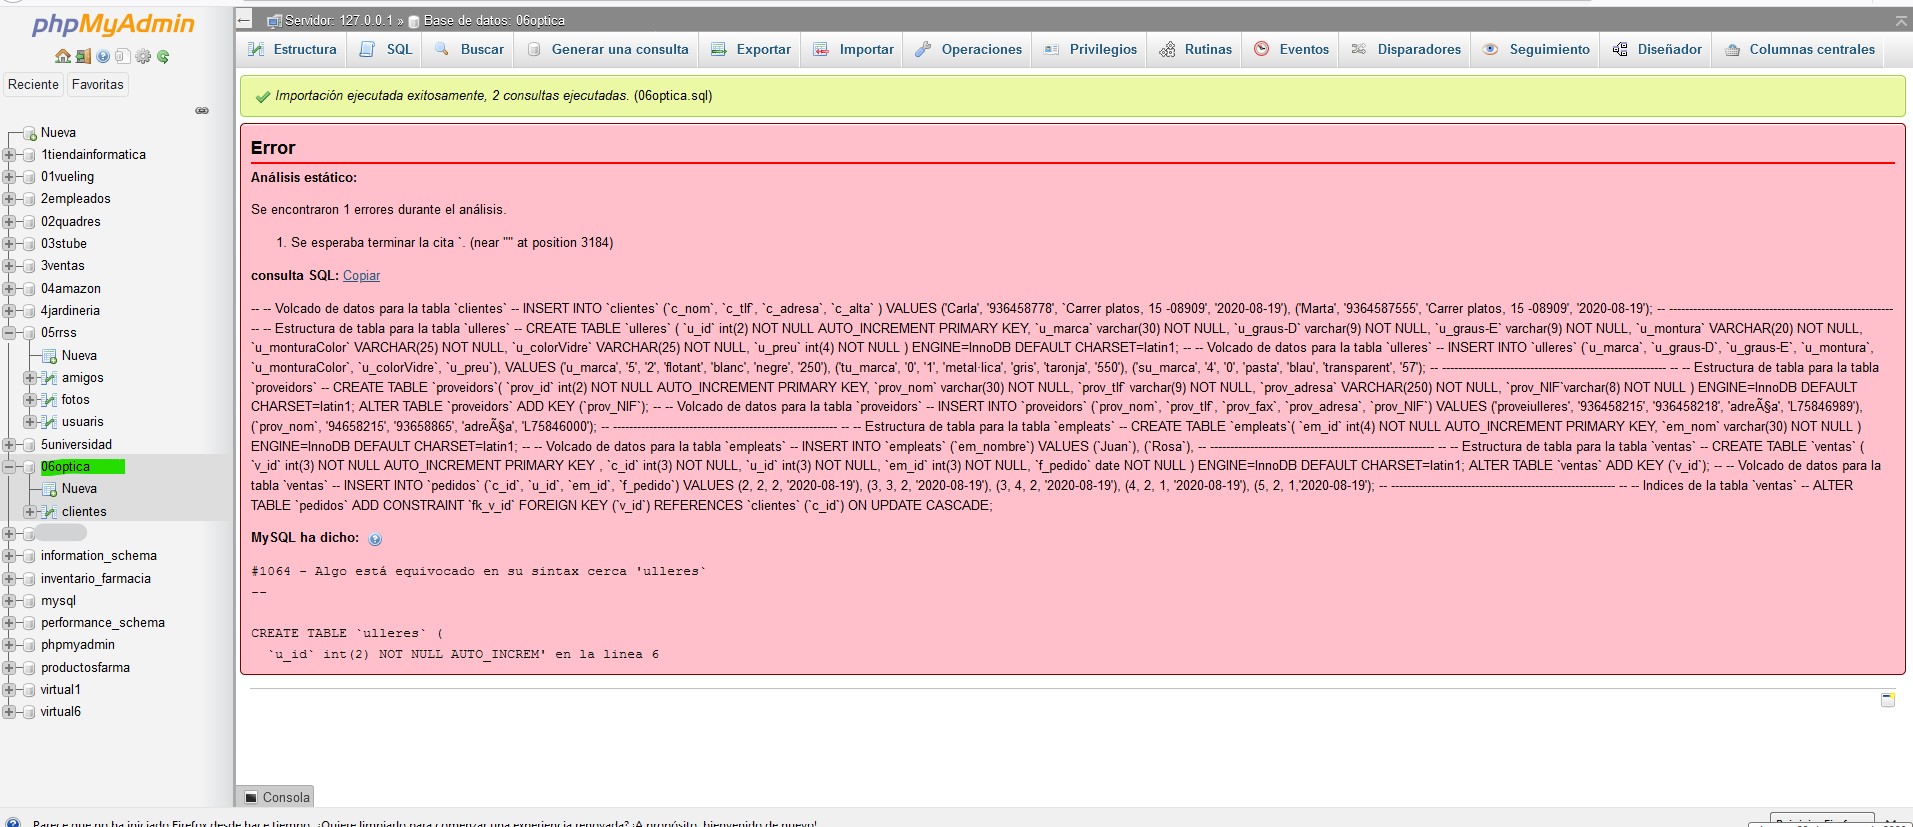 phpMyAdmin
Reciente Favoritas
Nueva
1tiendainformatica
01vueling
2empleados
02quadres
03stube
3ventas
04amazon
4jardineria
05rrss
Nueva
amigos
fotos
usuaris
5universidad
06optica
Nueva
clientes
information_schema
inventario_farmacia
mysql
performance_schema
phpmyadmin
productosfarma
virtual1
virtual6
Servidor: 127.0.0.1 » Base de datos: 06optica
Estructura SQL Buscar Generar una consulta Exportar Importar Operaciones Privilegios Rutinas Eventos Disparadores Seguimiento Diseñador Columnas centrales
Importación ejecutada exitosamente, 2 consultas ejecutadas. (06optica.sql)
Error
Análisis estático:
Se encontraron 1 errores durante el análisis.
1. Se esperaba terminar la cita `. (near "" at position 3184)
consulta SQL: Copiar
-- -- Volcado de datos para la tabla `clientes` -- INSERT INTO `clientes` (`c_nom`, `c_tlf`, `c_adresa`, `c_alta` ) VALUES ('Carla', '936458778', `Carrer platos, 15 -08909', '2020-08-19'), ('Marta', '9364587555', 'Carrer platos, 15 -08909', '2020-08-19'); -- --------------------------------------------------------
-- -- Estructura de tabla para la tabla `ulleres` -- CREATE TABLE `ulleres` ( `u_id` int(2) NOT NULL AUTO_INCREMENT PRIMARY KEY, `u_marca` varchar(30) NOT NULL, `u_graus-D` varchar(9) NOT NULL, `u_graus-E` varchar(9) NOT NULL, `u_montura` VARCHAR(20) NOT NULL,
`u_monturaColor` VARCHAR(25) NOT NULL, `u_colorVidre` VARCHAR(25) NOT NULL, `u_preu` int(4) NOT NULL ) ENGINE=InnoDB DEFAULT CHARSET=latin1; -- -- Volcado de datos para la tabla `ulleres` -- INSERT INTO `ulleres` (`u_marca`, `u_graus-D`, `u_graus-E`, `u_montura`,
`u_monturaColor`, `u_colorVidre`, `u_preu`), VALUES ('u_marca', '5', '2', 'flotant', 'blanc', 'negre', '250'), ('tu_marca', '0', '1', 'metal·lica', 'gris', 'taronja', '550'), ('su_marca', '4', '0', 'pasta', 'blau', 'transparent', '57'); -- -------------------------------------------------------- -- -- Estructura de tabla para la tabla
`proveidors` -- CREATE TABLE `proveidors`( `prov_id` int(2) NOT NULL AUTO_INCREMENT PRIMARY KEY, `prov_nom` varchar(30) NOT NULL, `prov_tlf` varchar(9) NOT NULL, `prov_adresa` VARCHAR(250) NOT NULL, `prov_NIF`varchar(8) NOT NULL ) ENGINE=InnoDB DEFAULT
CHARSET=latin1; ALTER TABLE `proveidors` ADD KEY (`prov_NIF`); -- -- Volcado de datos para la tabla `proveidors` -- INSERT INTO `proveidors` (`prov_nom`, `prov_tlf`, `prov_fax`, `prov_adresa`, `prov_NIF`) VALUES ('proveiulleres', '936458215', '936458218', 'adreÃ§a', 'L75846989'),
(`prov_nom`, '94658215', '93658865', 'adreÃ§a', 'L75846000'); -- -------------------------------------------------------- -- -- Estructura de tabla para la tabla `empleats` -- CREATE TABLE `empleats`( `em_id` int(4) NOT NULL AUTO_INCREMENT PRIMARY KEY, `em_nom` varchar(30) NOT NULL )
ENGINE=InnoDB DEFAULT CHARSET=latin1; -- -- Volcado de datos para la tabla `empleats` -- INSERT INTO `empleats` (`em_nombre`) VALUES (`Juan`), (`Rosa`), -------------------------------------------------------- -- -- Estructura de tabla para la tabla `ventas` -- CREATE TABLE `ventas` (
`v_id` int(3) NOT NULL AUTO_INCREMENT PRIMARY KEY , `c_id` int(3) NOT NULL, `u_id` int(3) NOT NULL, `em_id` int(3) NOT NULL, `f_pedido` date NOT NULL ) ENGINE=InnoDB DEFAULT CHARSET=latin1; ALTER TABLE `ventas` ADD KEY (`v_id`); -- -- Volcado de datos para la
tabla `ventas` -- INSERT INTO `pedidos` (`c_id`, `u_id`, `em_id`, `f_pedido`) VALUES (2, 2, 2, '2020-08-19'), (3, 3, 2, '2020-08-19'), (3, 4, 2, '2020-08-19'), (4, 2, 1, '2020-08-19'), (5, 2, 1,'2020-08-19'); -- -------------------------------------------------------- -- -- Indices de la tabla `ventas` -- ALTER
TABLE `pedidos` ADD CONSTRAINT `fk_v_id` FOREIGN KEY (`v_id`) REFERENCES `clientes` (`c_id`) ON UPDATE CASCADE;
MySQL ha dicho:
#1064 - Algo está equivocado en su sintax cerca 'ulleres`
--
CREATE TABLE `ulleres` (
`u_id` int(2) NOT NULL AUTO_INCREM' en la linea 6
Consola
Parece que no ha iniciado Firefox desde hace tiempo. ¿Quiere limpiarlo para comenzar una experiencia renovada? ¡A propósito, bienvenido de nuevo!